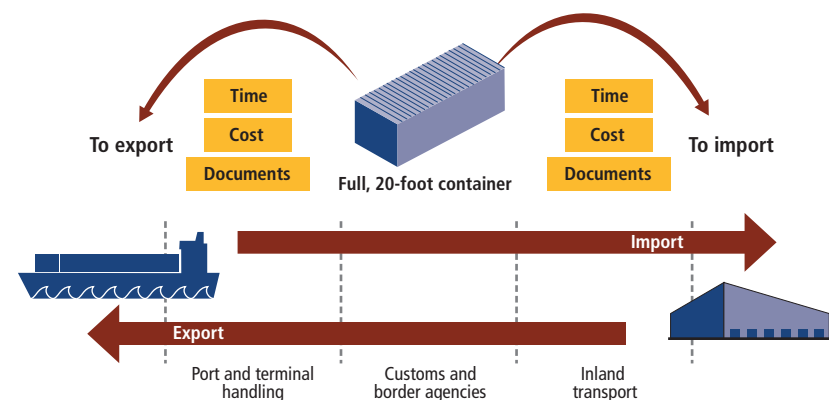 Time
Cost
Documents
To export
Full, 20-foot container
Time
Cost
Documents
To import
Import
Export
Port and terminal
handling
Customs and
border agencies
Inland
transport